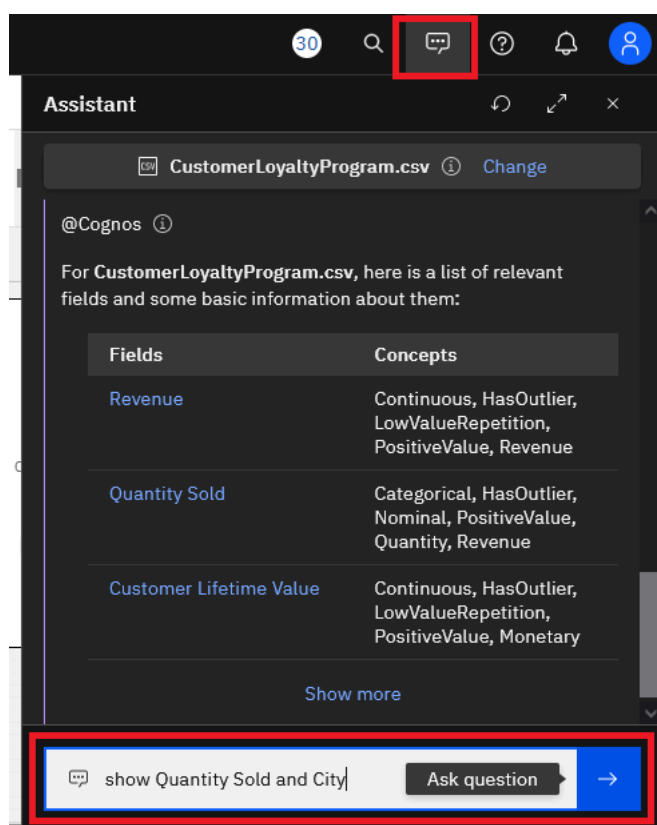 30
Assistant
CSV CustomerLoyaltyProgram.csv Change
@Cognos
For CustomerLoyaltyProgram.csv, here is a list of relevant
fields and some basic information about them:
Fields Concepts
Revenue Continuous, HasOutlier,
LowValueRepetition,
PositiveValue, Revenue
Quantity Sold Categorical, HasOutlier,
Nominal, PositiveValue,
Quantity, Revenue
Customer Lifetime Value Continuous, HasOutlier,
LowValueRepetition,
PositiveValue, Monetary
Show more
show Quantity Sold and City Ask question